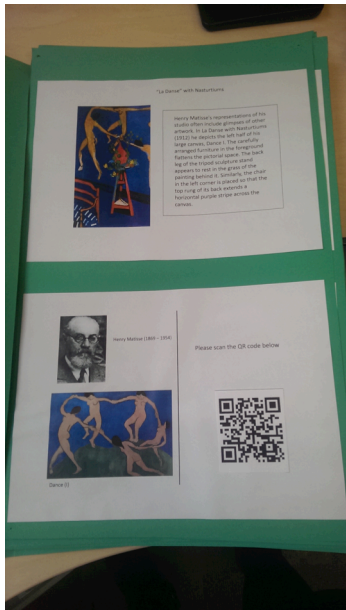 "La Danse" with Nasturtiums
Henry Matisse's representations of his
studio often include glimpses of other
artwork. In La Danse with Nasturtiums
(1912) he depicts the left half of his
large canvas, Dance I. The carefully
arranged furniture in the foreground
flattens the pictorial space. The back
leg of the tripod sculpture stand
appears to rest in the grass of the
painting behind it. Similarly, the chair
in the left corner is placed so that the
top rung of its back extends a
horizontal purple stripe across the
canvas.
Henry Matisse (1869 – 1954)
Please scan the QR code below
Dance (I)